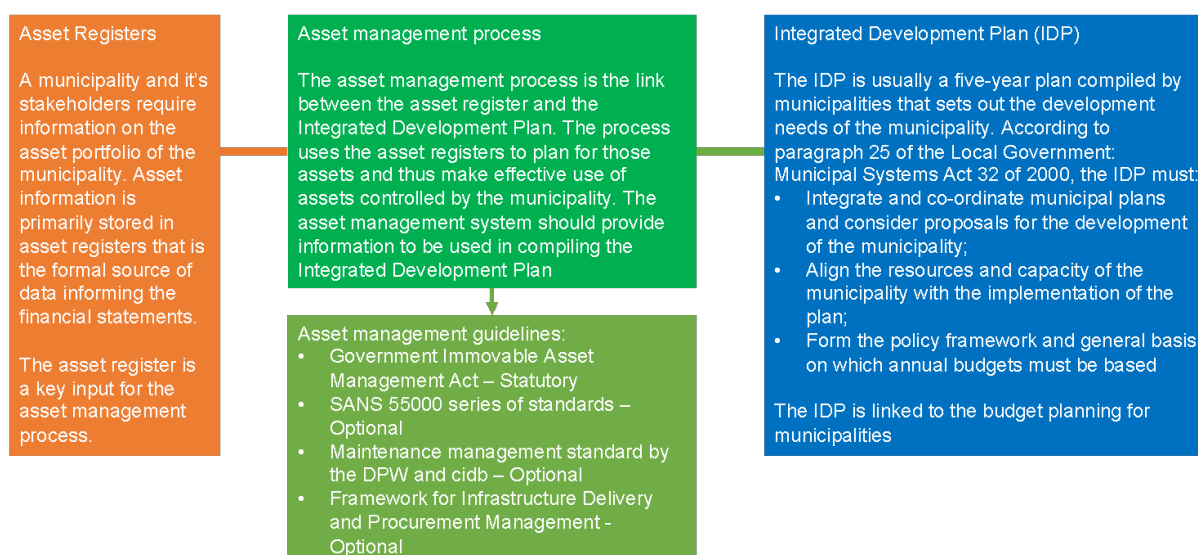 Asset Registers
A municipality and it's
stakeholders require
information on the
asset portfolio of the
municipality. Asset
information is
primarily stored in
asset registers that is
the formal source of
data informing the
financial statements.
The asset register is
a key input for the
asset management
process.
Asset management process
The asset management process is the link
between the asset register and the
Integrated Development Plan. The process
uses the asset registers to plan for those
assets and thus make effective use of
assets controlled by the municipality. The
asset management system should provide
information to be used in compiling the
Integrated Development Plan
Asset management guidelines:
• Government Immovable Asset
Management Act – Statutory
• SANS 55000 series of standards –
Optional
• Maintenance management standard by
the DPW and cidb – Optional
• Framework for Infrastructure Delivery
and Procurement Management -
Optional
Integrated Development Plan (IDP)
The IDP is usually a five-year plan compiled by
municipalities that sets out the development
needs of the municipality. According to
paragraph 25 of the Local Government:
Municipal Systems Act 32 of 2000, the IDP must:
• Integrate and co-ordinate municipal plans
and consider proposals for the development
of the municipality;
• Align the resources and capacity of the
municipality with the implementation of the
plan;
• Form the policy framework and general basis
on which annual budgets must be based
The IDP is linked to the budget planning for
municipalities